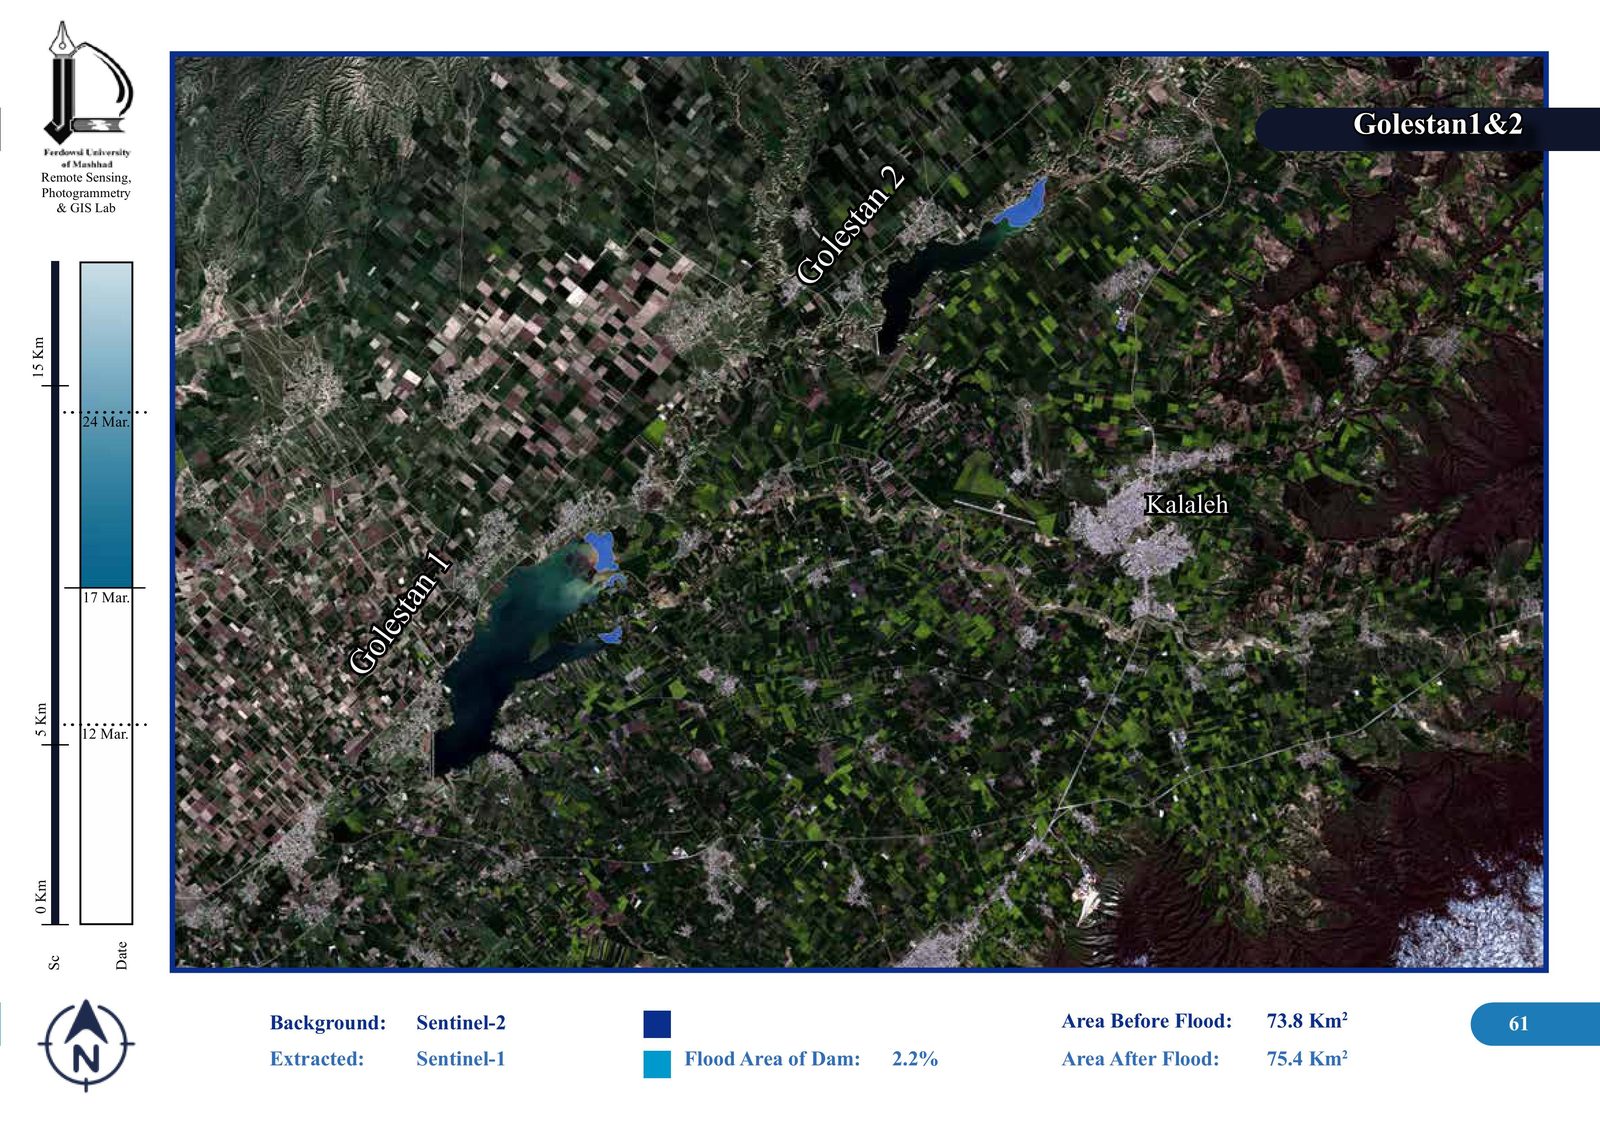 Ferdowsi University
of Mashhad
Remote Sensing,
Photogrammetry
& GIS Lab
Golestan1&2
Golestan 2
Golestan 1
Kalaleh
15 Km
5 Km
0 Km
Sc
24 Mar.
17 Mar.
12 Mar.
Date
N
Background: Sentinel-2
Extracted: Sentinel-1
Flood Area of Dam: 2.2%
Area Before Flood: 73.8 Km²
Area After Flood: 75.4 Km²
61